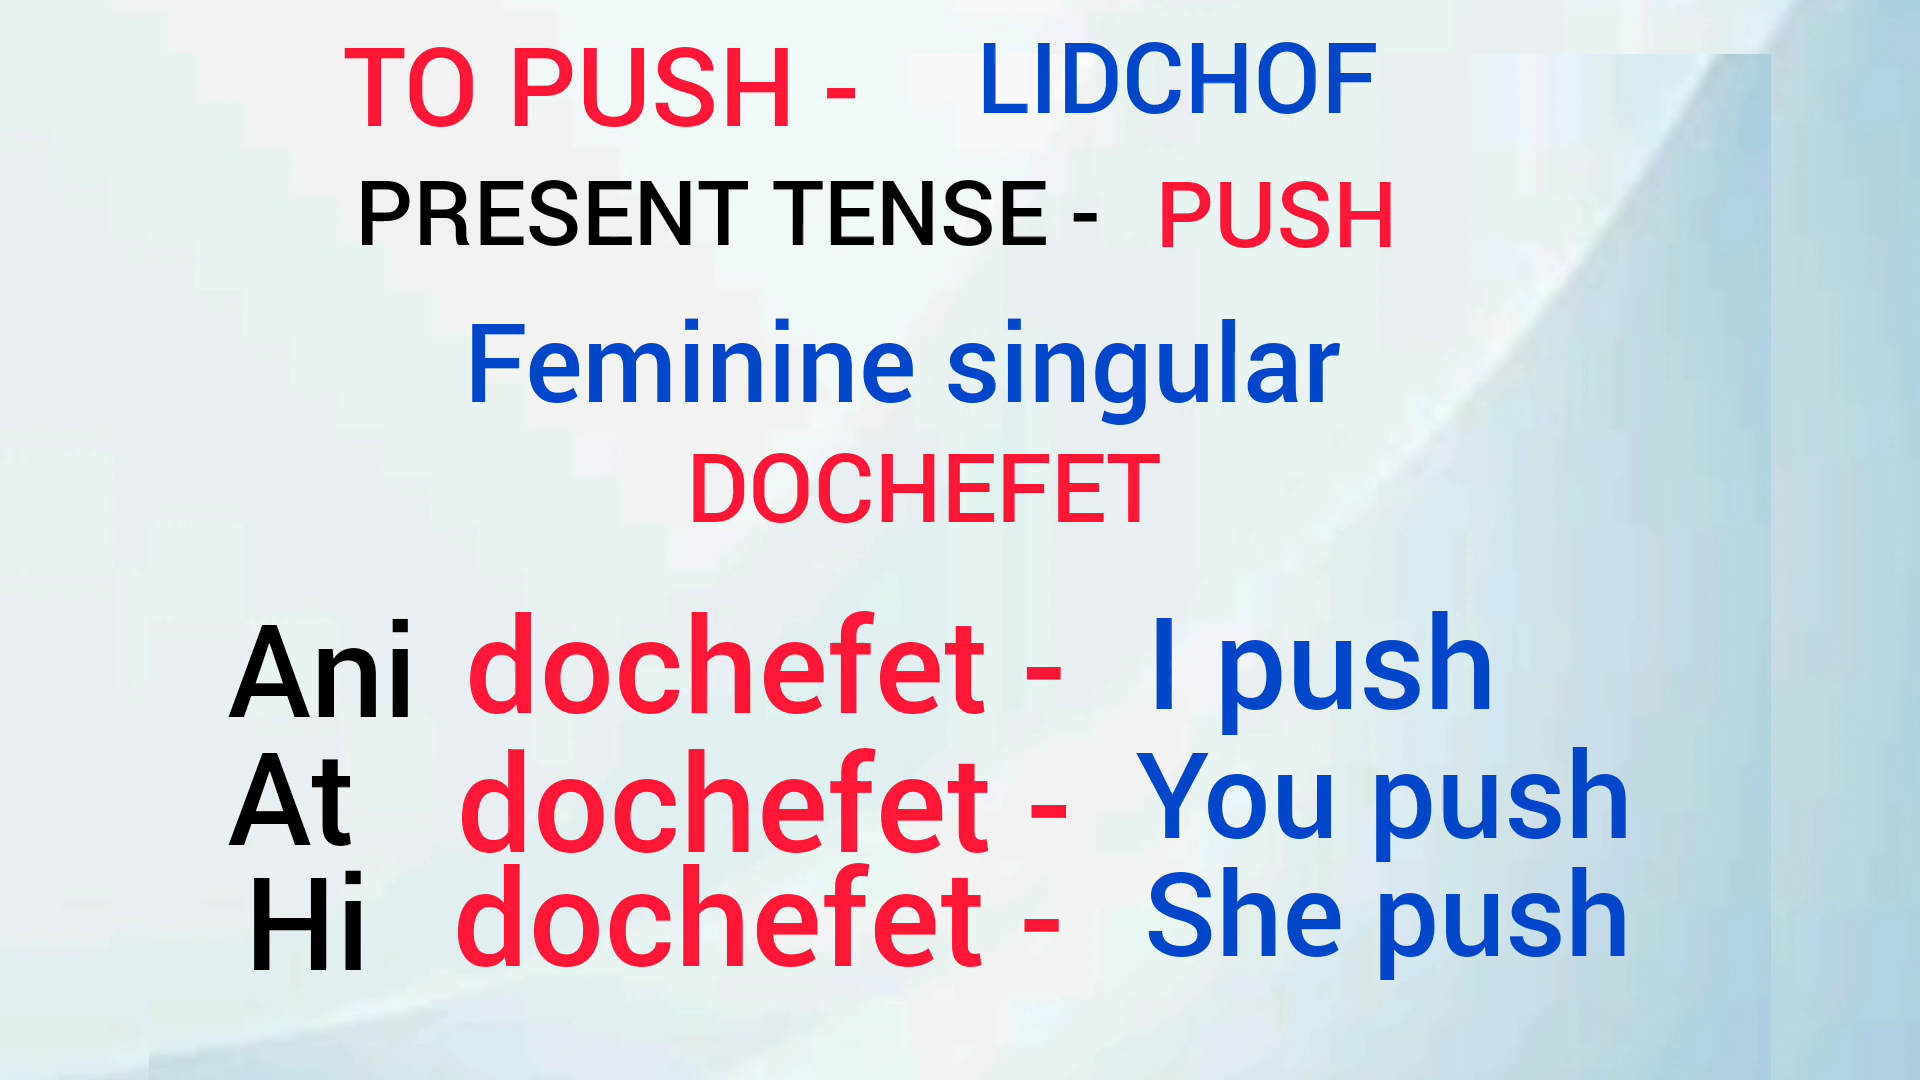 TO PUSH - LIDCHOF
PRESENT TENSE - PUSH
Feminine singular
DOCHEFET
Ani dochefet - I push
At dochefet - You push
Hi dochefet - She push